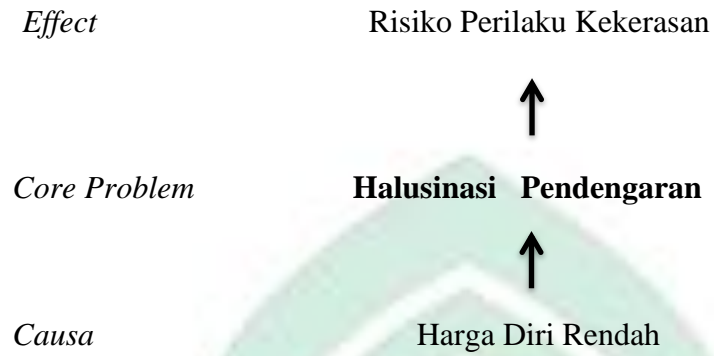 Effect Risiko Perilaku Kekerasan
Core Problem Halusinasi Pendengaran
Causa Harga Diri Rendah